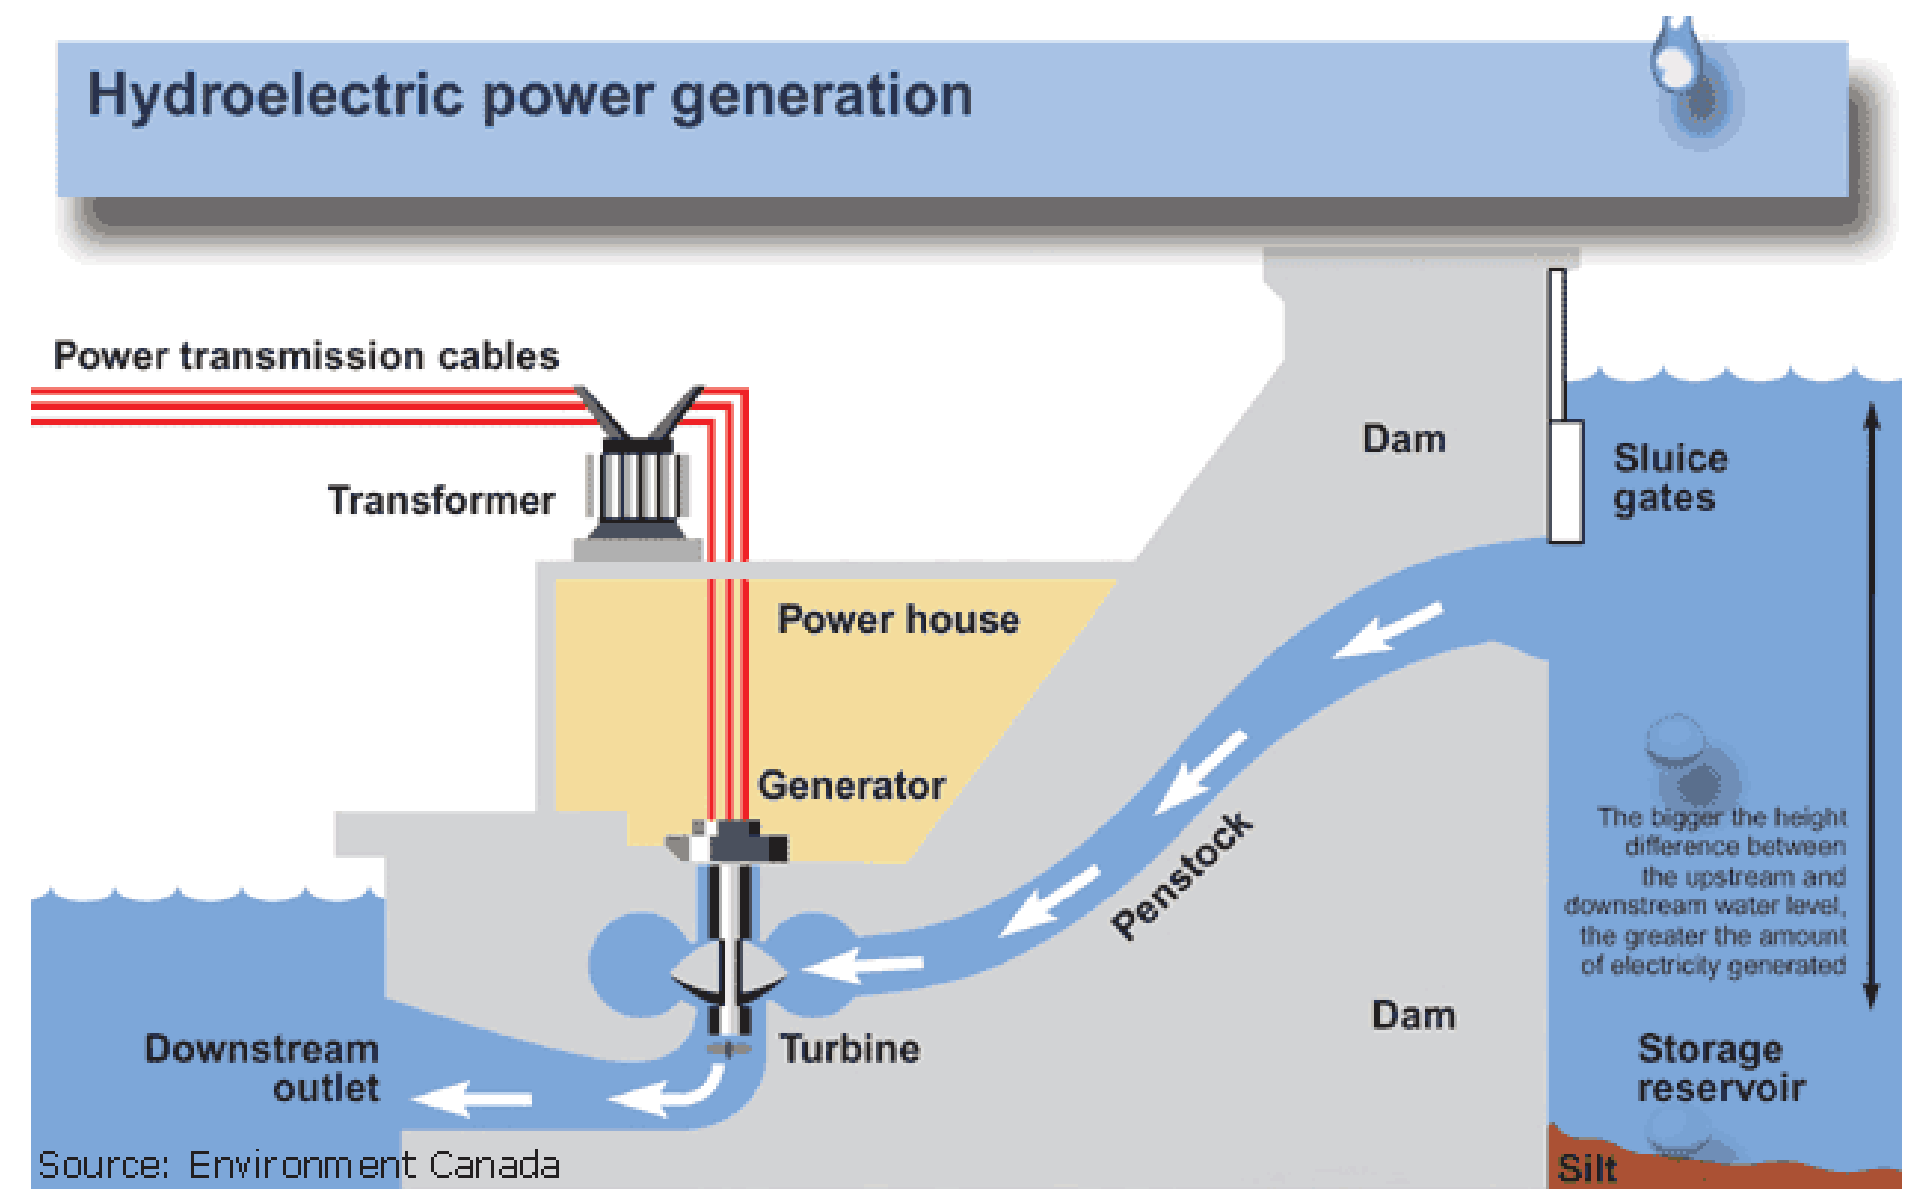 Hydroelectric power generation
Power transmission cables
Transformer
Dam
Sluice
gates
Power house
Generator
Penstock
The bigger the height
difference between
the upstream and
downstream water level,
the greater the amount
of electricity generated
Dam
Turbine
Downstream
outlet
Storage
reservoir
Source: Environment Canada
Silt